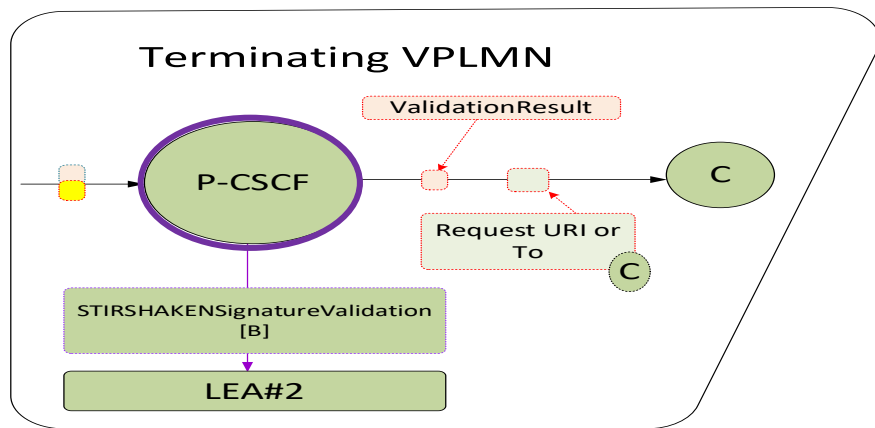 Terminating VPLMN
ValidationResult
P-CSCF
C
Request URI or
To
C
STIRSHAKENSignatureValidation
[B]
LEA#2